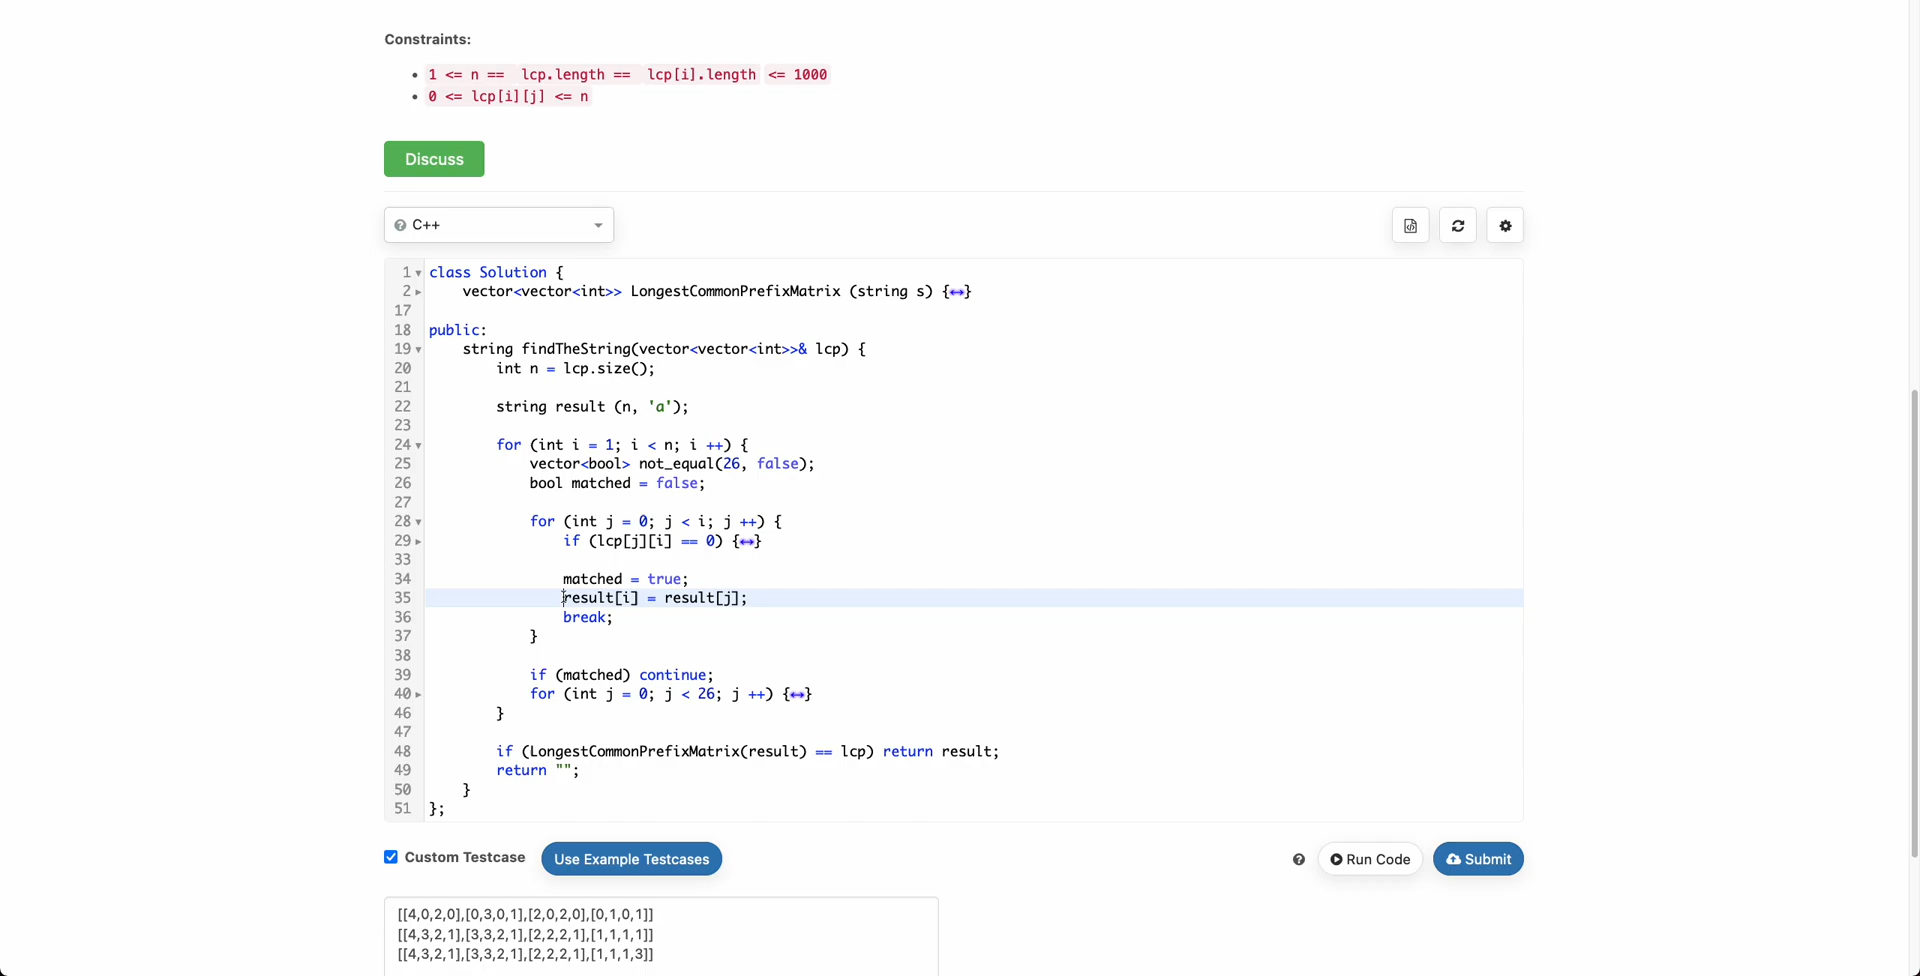 Constraints:
• 1 <= n == lcp.length == lcp[i].length <= 1000
• 0 <= lcp[i][j] <= n
Discuss
C++
1 class Solution {
2     vector<vector<int>> LongestCommonPrefixMatrix (string s) {↔}
17
18 public:
19     string findTheString(vector<vector<int>>& lcp) {
20         int n = lcp.size();
21
22         string result (n, 'a');
23
24         for (int i = 1; i < n; i ++) {
25             vector<bool> not_equal(26, false);
26             bool matched = false;
27
28             for (int j = 0; j < i; j ++) {
29                 if (lcp[j][i] == 0) {↔}
33
34                 matched = true;
35                 result[i] = result[j];
36                 break;
37             }
38
39             if (matched) continue;
40             for (int j = 0; j < 26; j ++) {↔}
46         }
47
48         if (LongestCommonPrefixMatrix(result) == lcp) return result;
49         return "";
50     }
51 };
Custom Testcase Use Example Testcases Run Code Submit
[[4,0,2,0],[0,3,0,1],[2,0,2,0],[0,1,0,1]]
[[4,3,2,1],[3,3,2,1],[2,2,2,1],[1,1,1,1]]
[[4,3,2,1],[3,3,2,1],[2,2,2,1],[1,1,1,3]]